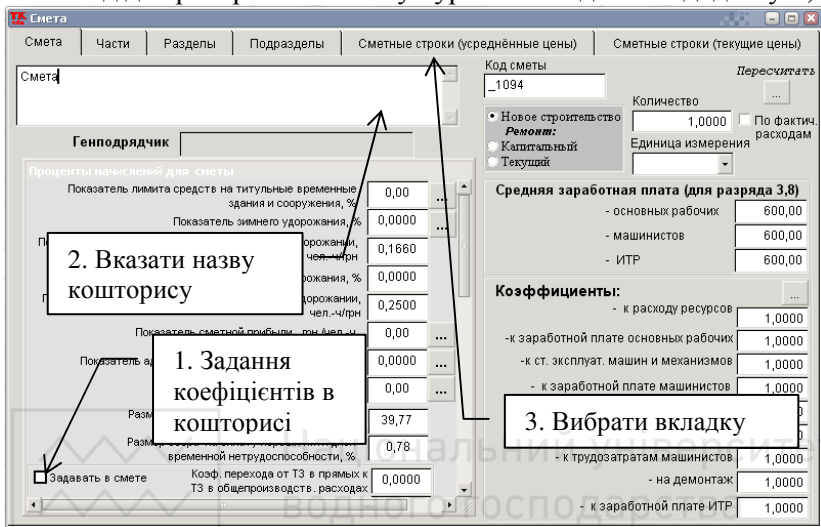 Смета
Смета Части Разделы Подразделы Сметные строки (усреднённые цены) Сметные строки (текущие цены)
Смета
Код сметы
_1094
Пересчитать
...
Количество
1,0000
По фактич. расходам
Новое строительство
Ремонт:
Капитальный
Текущий
Единица измерения
Генподрядчик
Проценты начислений для сметы
Показатель лимита средств на титульные временные
здания и сооружения, %
0,00 ...
Показатель зимнего удорожания, %
0,0000 ...
чел.-ч/грн
0,1660
0,0000
чел.-ч/грн
0,2500
Показатель сметной прибыли, грн./чел.-ч
0,00 ...
Показатель
0,0000 ...
0,00 ...
39,77
временной нетрудоспособности, %
0,78
Задавать в смете
Коэф. перехода от ТЗ в прямых к
ТЗ в общепроизводств. расходах
0,0000
Средняя заработная плата (для разряда 3,8)
- основных рабочих 600,00
- машинистов 600,00
- ИТР 600,00
Коэффициенты:
...
- к расходу ресурсов 1,0000
-к заработной плате основных рабочих 1,0000
-к ст. эксплуат. машин и механизмов 1,0000
- к заработной плате машинистов 1,0000
- к трудозатратам машинистов 1,0000
- на демонтаж 1,0000
- к заработной плате ИТР 1,0000
2. Вказати назву
кошторису
1. Задання
коефіцієнтів в
кошторисі
3. Вибрати вкладку